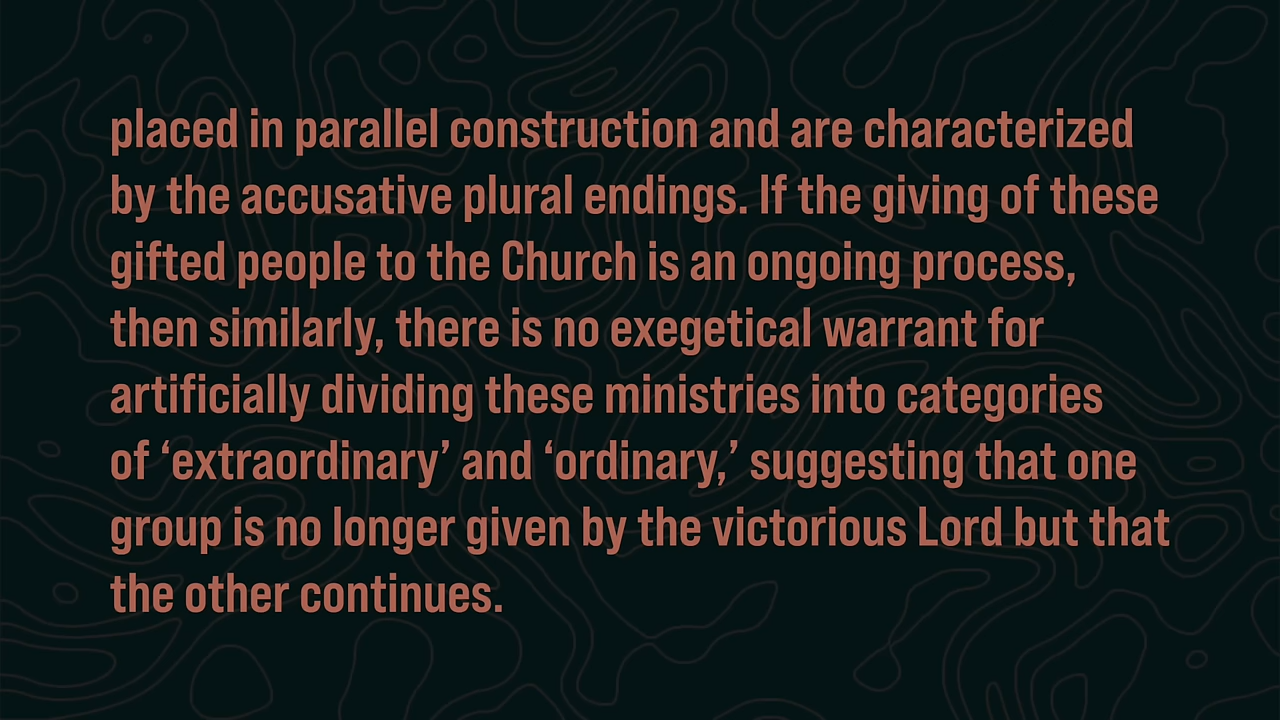 placed in parallel construction and are characterized
by the accusative plural endings. If the giving of these
gifted people to the Church is an ongoing process,
then similarly, there is no exegetical warrant for
artificially dividing these ministries into categories
of ‘extraordinary’ and ‘ordinary,’ suggesting that one
group is no longer given by the victorious Lord but that
the other continues.